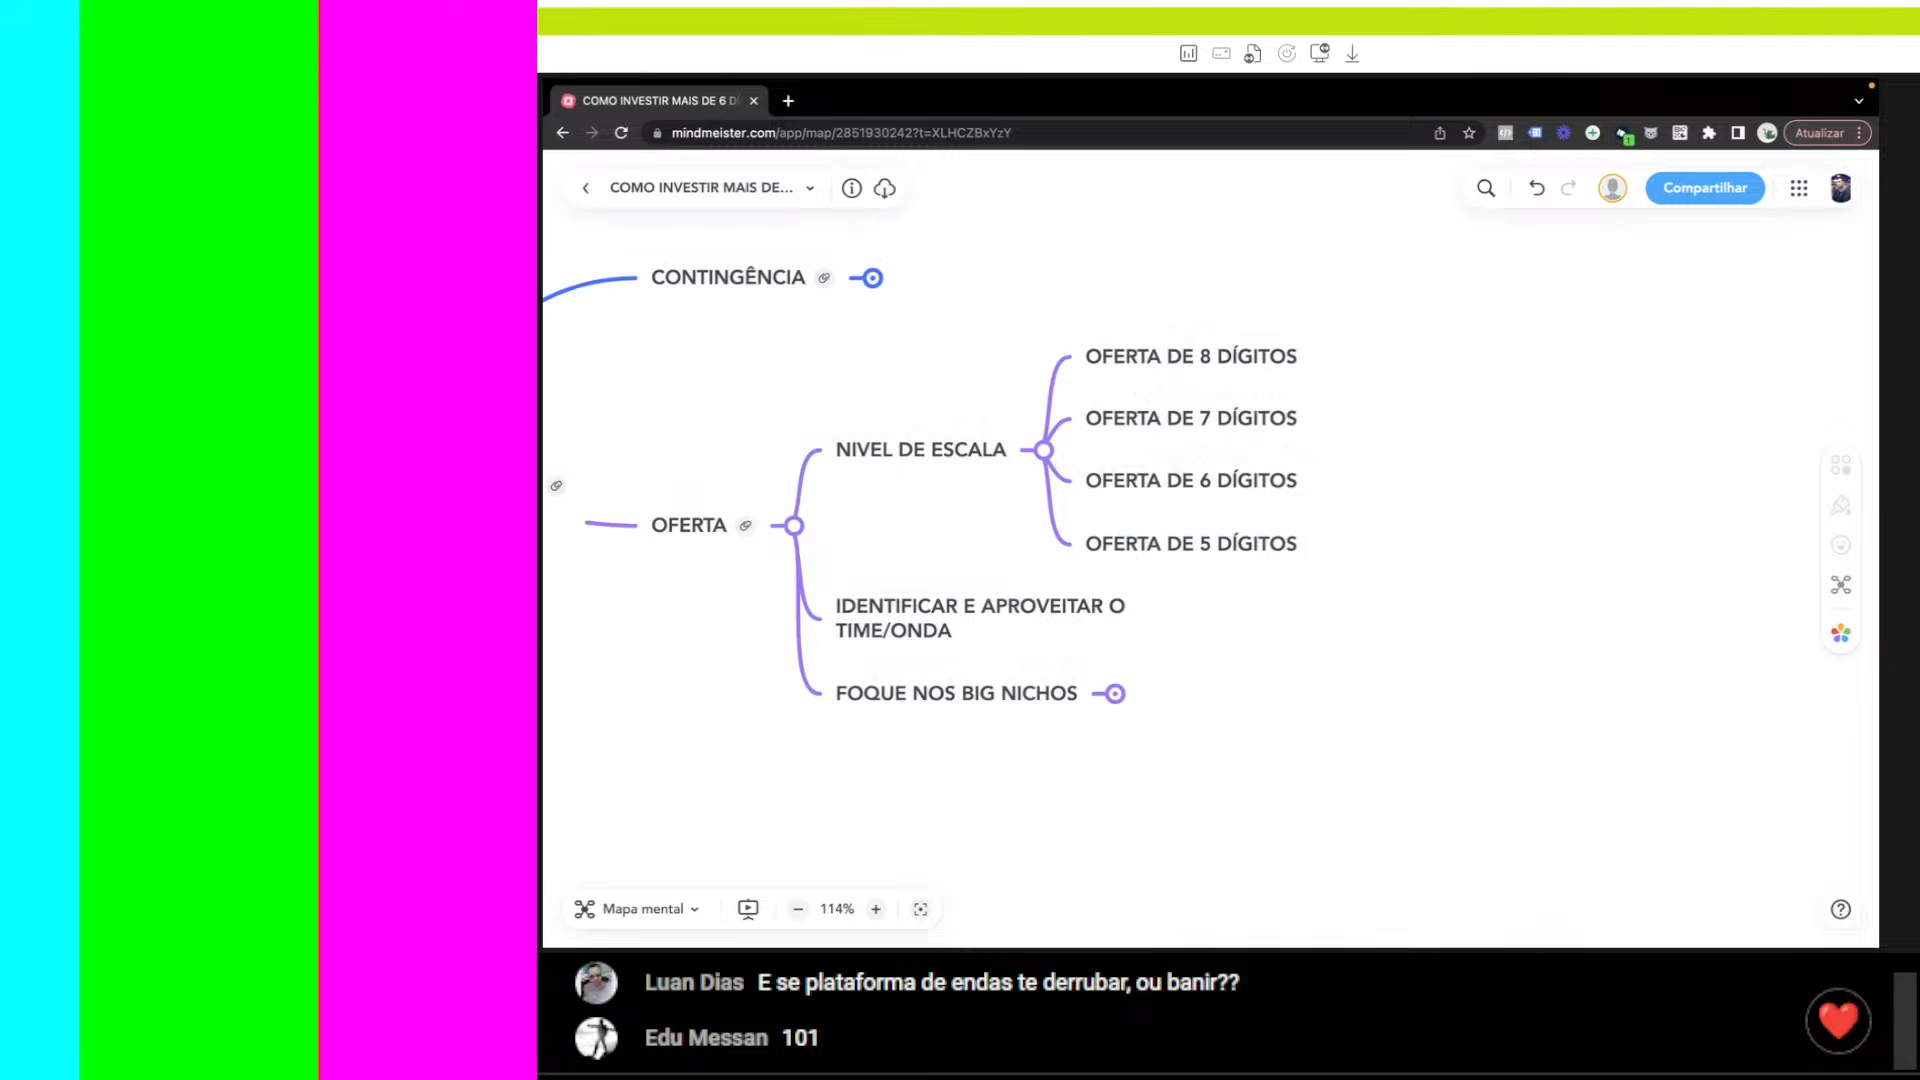 COMO INVESTIR MAIS DE 6 D
mindmeister.com/app/map/2851930242?t=XLHCZBxYzY
Atualizar
COMO INVESTIR MAIS DE...
Compartilhar
CONTINGÊNCIA
OFERTA DE 8 DÍGITOS
OFERTA DE 7 DÍGITOS
NIVEL DE ESCALA
OFERTA DE 6 DÍGITOS
OFERTA
OFERTA DE 5 DÍGITOS
IDENTIFICAR E APROVEITAR O
TIME/ONDA
FOQUE NOS BIG NICHOS
Mapa mental
114%
Luan Dias E se plataforma de endas te derrubar, ou banir??
Edu Messan 101